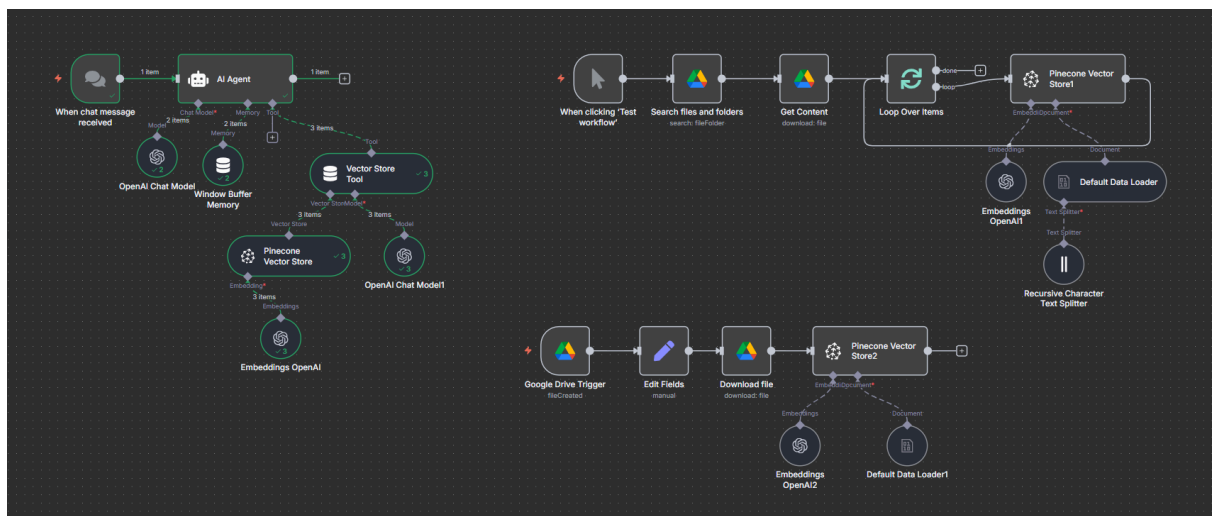 1 item
AI Agent
1 item
When chat message
received
Chat Model*
Memory
Tool
Model
2 items
Memory
2 items
3 items
Tool
2
OpenAI Chat Model
2
Window Buffer
Memory
Vector Store
Tool
3
Vector Store
Model*
3 items
3 items
Vector Store
Model
Pinecone
Vector Store
3
3
OpenAI Chat Model1
Embedding*
3 items
Embeddings
3
Embeddings OpenAI
When clicking 'Test
workflow'
Search files and folders
search: fileFolder
Get Content
download: file
Loop Over Items
done
loop
Pinecone Vector
Store1
Document*
Embeddings
Document
Embeddings
OpenAI1
Default Data Loader
Text Splitter*
Text Splitter
Recursive Character
Text Splitter
Google Drive Trigger
fileCreated
Edit Fields
manual
Download file
download: file
Pinecone Vector
Store2
Document*
Embeddings
Document
Embeddings
OpenAI2
Default Data Loader1